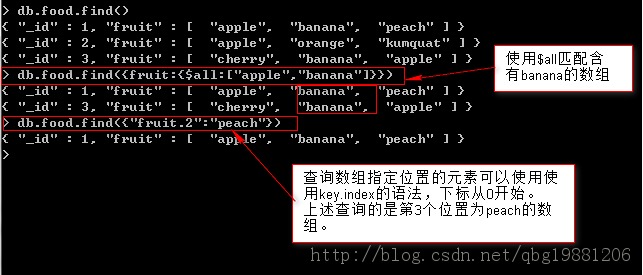 > db.food.find()
{ "_id" : 1, "fruit" : [ "apple", "banana", "peach" ] }
{ "_id" : 2, "fruit" : [ "apple", "orange", "kumquat" ] }
{ "_id" : 3, "fruit" : [ "cherry", "banana", "apple" ] }
> db.food.find({fruit:{$all:["apple","banana"]}})
{ "_id" : 1, "fruit" : [ "apple", "banana", "peach" ] }
{ "_id" : 3, "fruit" : [ "cherry", "banana", "apple" ] }
> db.food.find({"fruit.2":"peach"})
{ "_id" : 1, "fruit" : [ "apple", "banana", "peach" ] }
>
使用$all匹配含
有banana的数组
查询数组指定位置的元素可以使用使
用key.index的语法，下标从0开始。
上述查询的是第3个位置为peach的数
组。
http://blog.csdn.net/qbg19881206